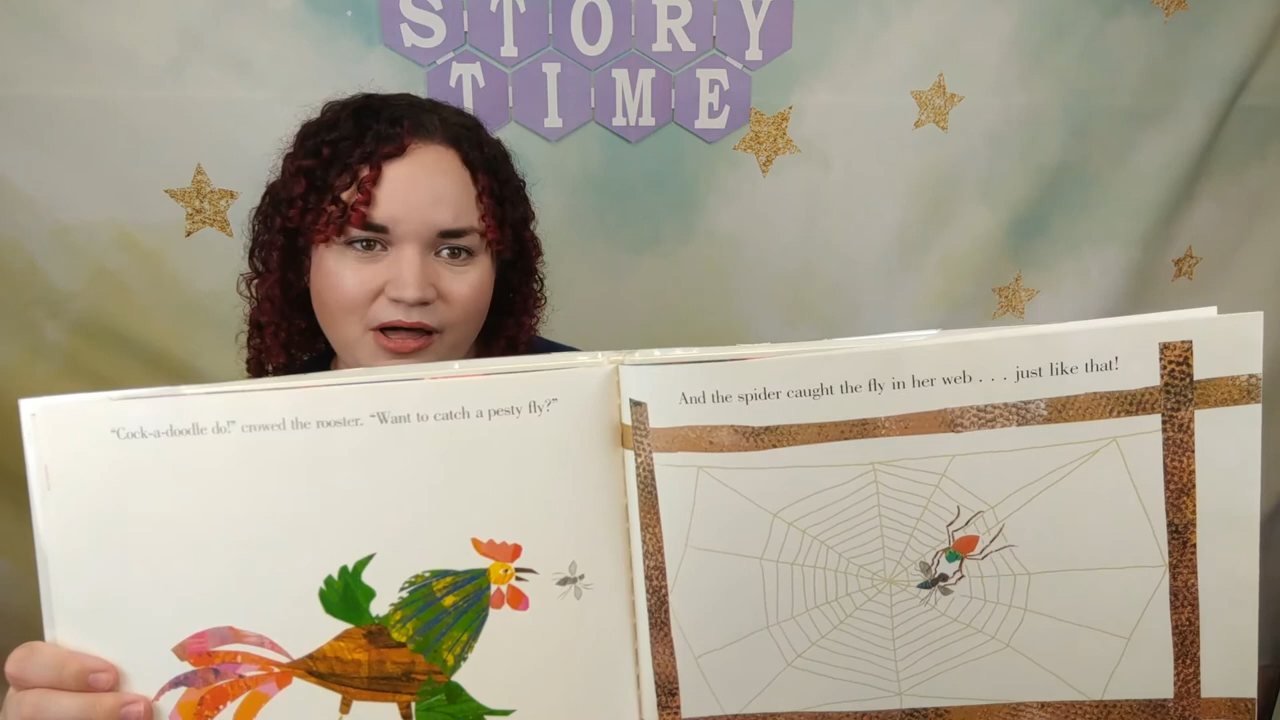 STORY
TIME
"Cock-a-doodle do!" crowed the rooster. "Want to catch a pesty fly?"
And the spider caught the fly in her web . . . just like that!